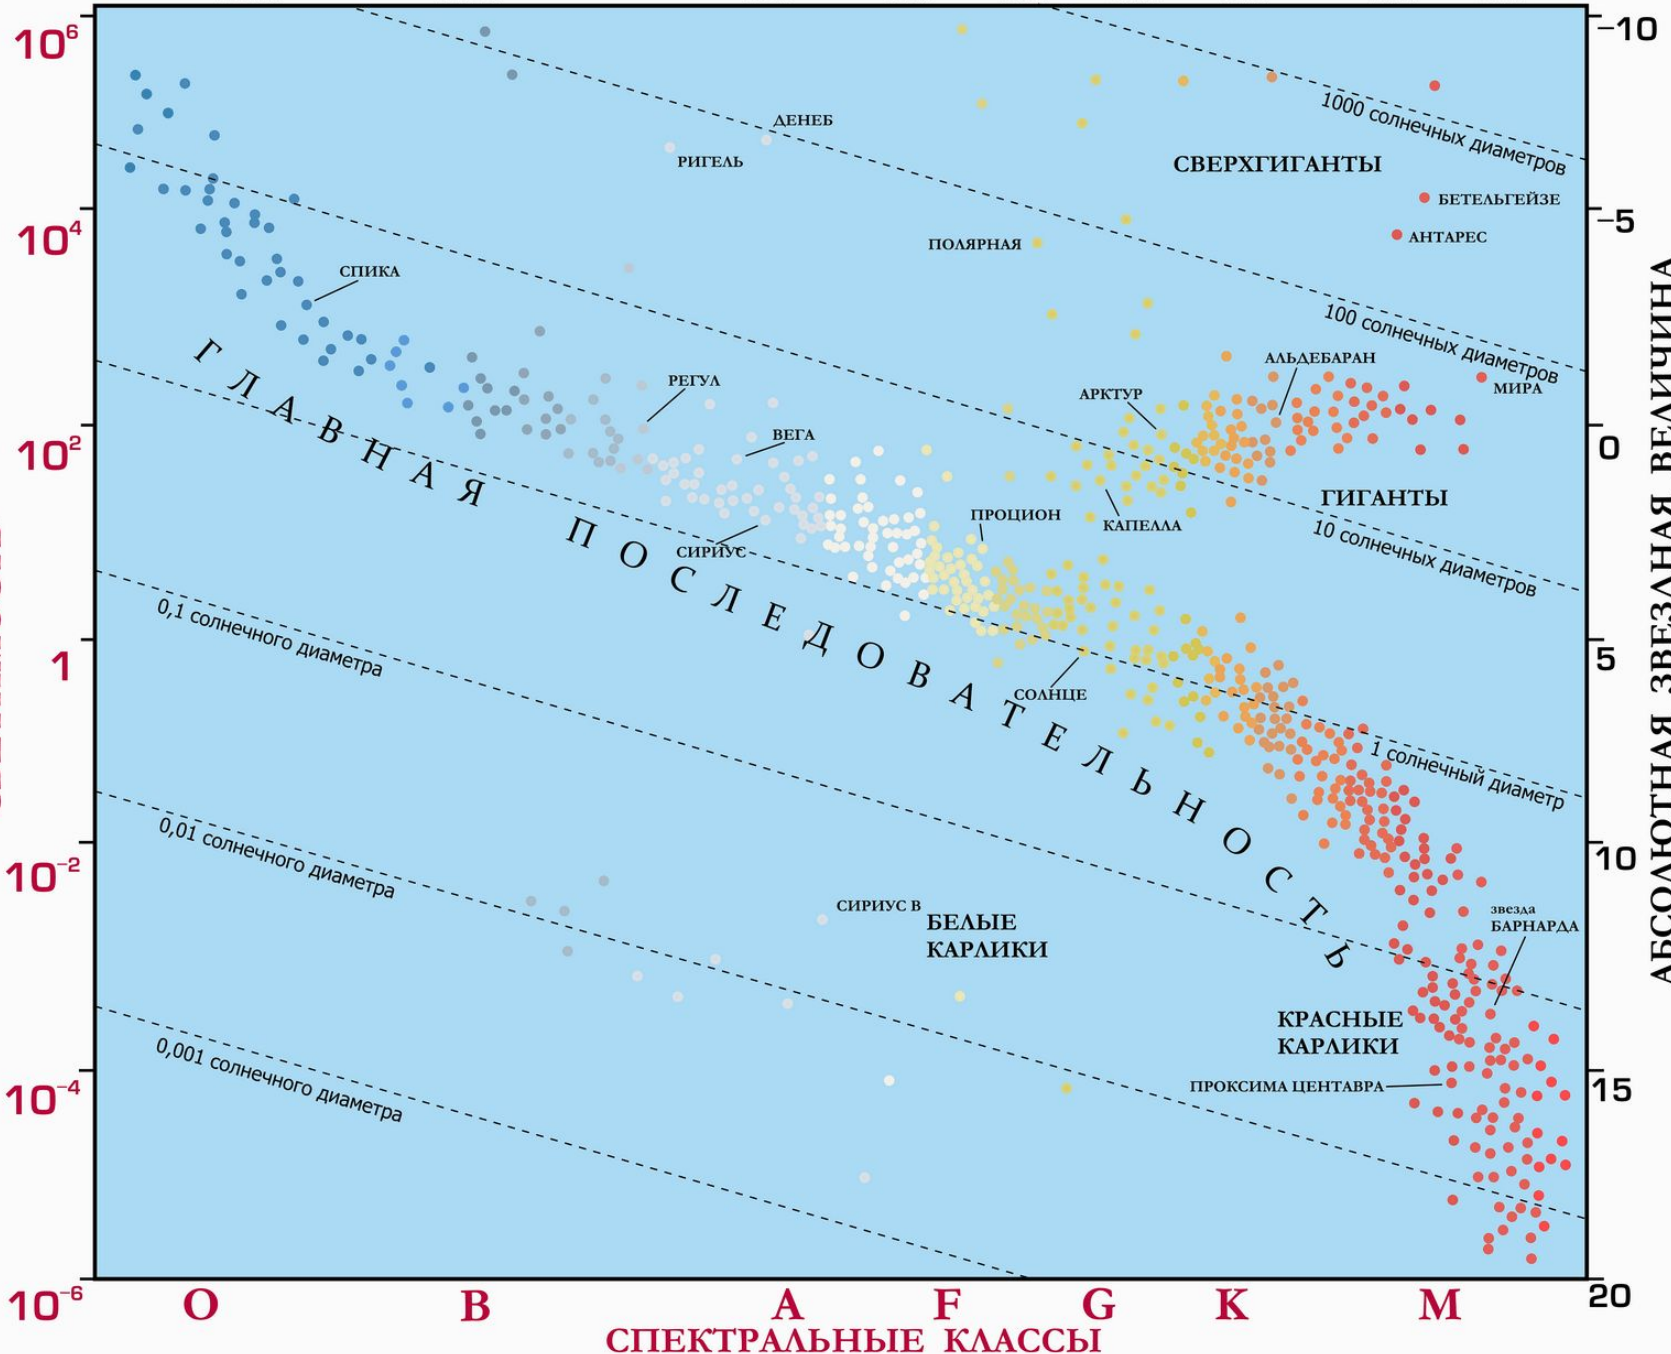 10⁶
−10
1000 солнечных диаметров
ДЕНЕБ
РИГЕЛЬ
СВЕРХГИГАНТЫ
БЕТЕЛЬГЕЙЗЕ
10⁴
−5
ПОЛЯРНАЯ
АНТАРЕС
СПИКА
100 солнечных диаметров
АЛЬДЕБАРАН
РЕГУЛ
АРКТУР
МИРА
10²
ВЕГА
0
ГИГАНТЫ
ПРОЦИОН
КАПЕЛЛА
СИРИУС
10 солнечных диаметров
ГЛАВНАЯ ПОСЛЕДОВАТЕЛЬНОСТЬ
0,1 солнечного диаметра
1
5
СОЛНЦЕ
1 солнечный диаметр
0,01 солнечного диаметра
10⁻²
10
СИРИУС В
БЕЛЫЕ
КАРЛИКИ
звезда
БАРНАРДА
КРАСНЫЕ
КАРЛИКИ
0,001 солнечного диаметра
ПРОКСИМА ЦЕНТАВРА
10⁻⁴
15
10⁻⁶
20
O B A F G K M
СПЕКТРАЛЬНЫЕ КЛАССЫ
АБСОЛЮТНАЯ ЗВЕЗДНАЯ ВЕЛИЧИНА